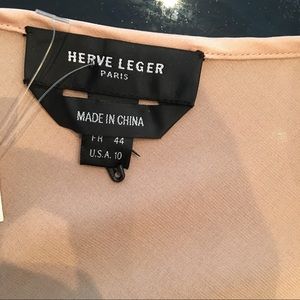 HERVE LEGER
PARIS
MADE IN CHINA
FR 44
U.S.A. 10